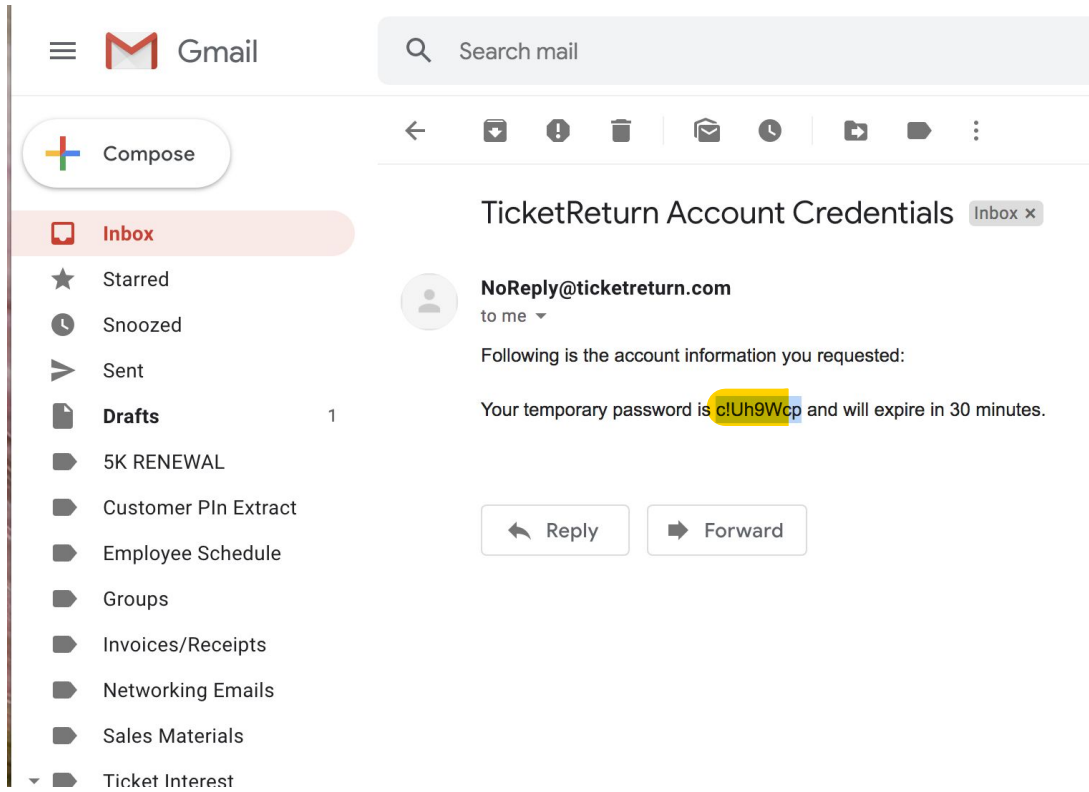 Gmail
Search mail
Compose
TicketReturn Account Credentials Inbox x
Inbox
NoReply@ticketreturn.com
Starred
to me
Snoozed
Following is the account information you requested:
Sent
Drafts 1
Your temporary password is c!Uh9Wcp and will expire in 30 minutes.
5K RENEWAL
Customer PIn Extract
Reply Forward
Employee Schedule
Groups
Invoices/Receipts
Networking Emails
Sales Materials
Ticket Interest